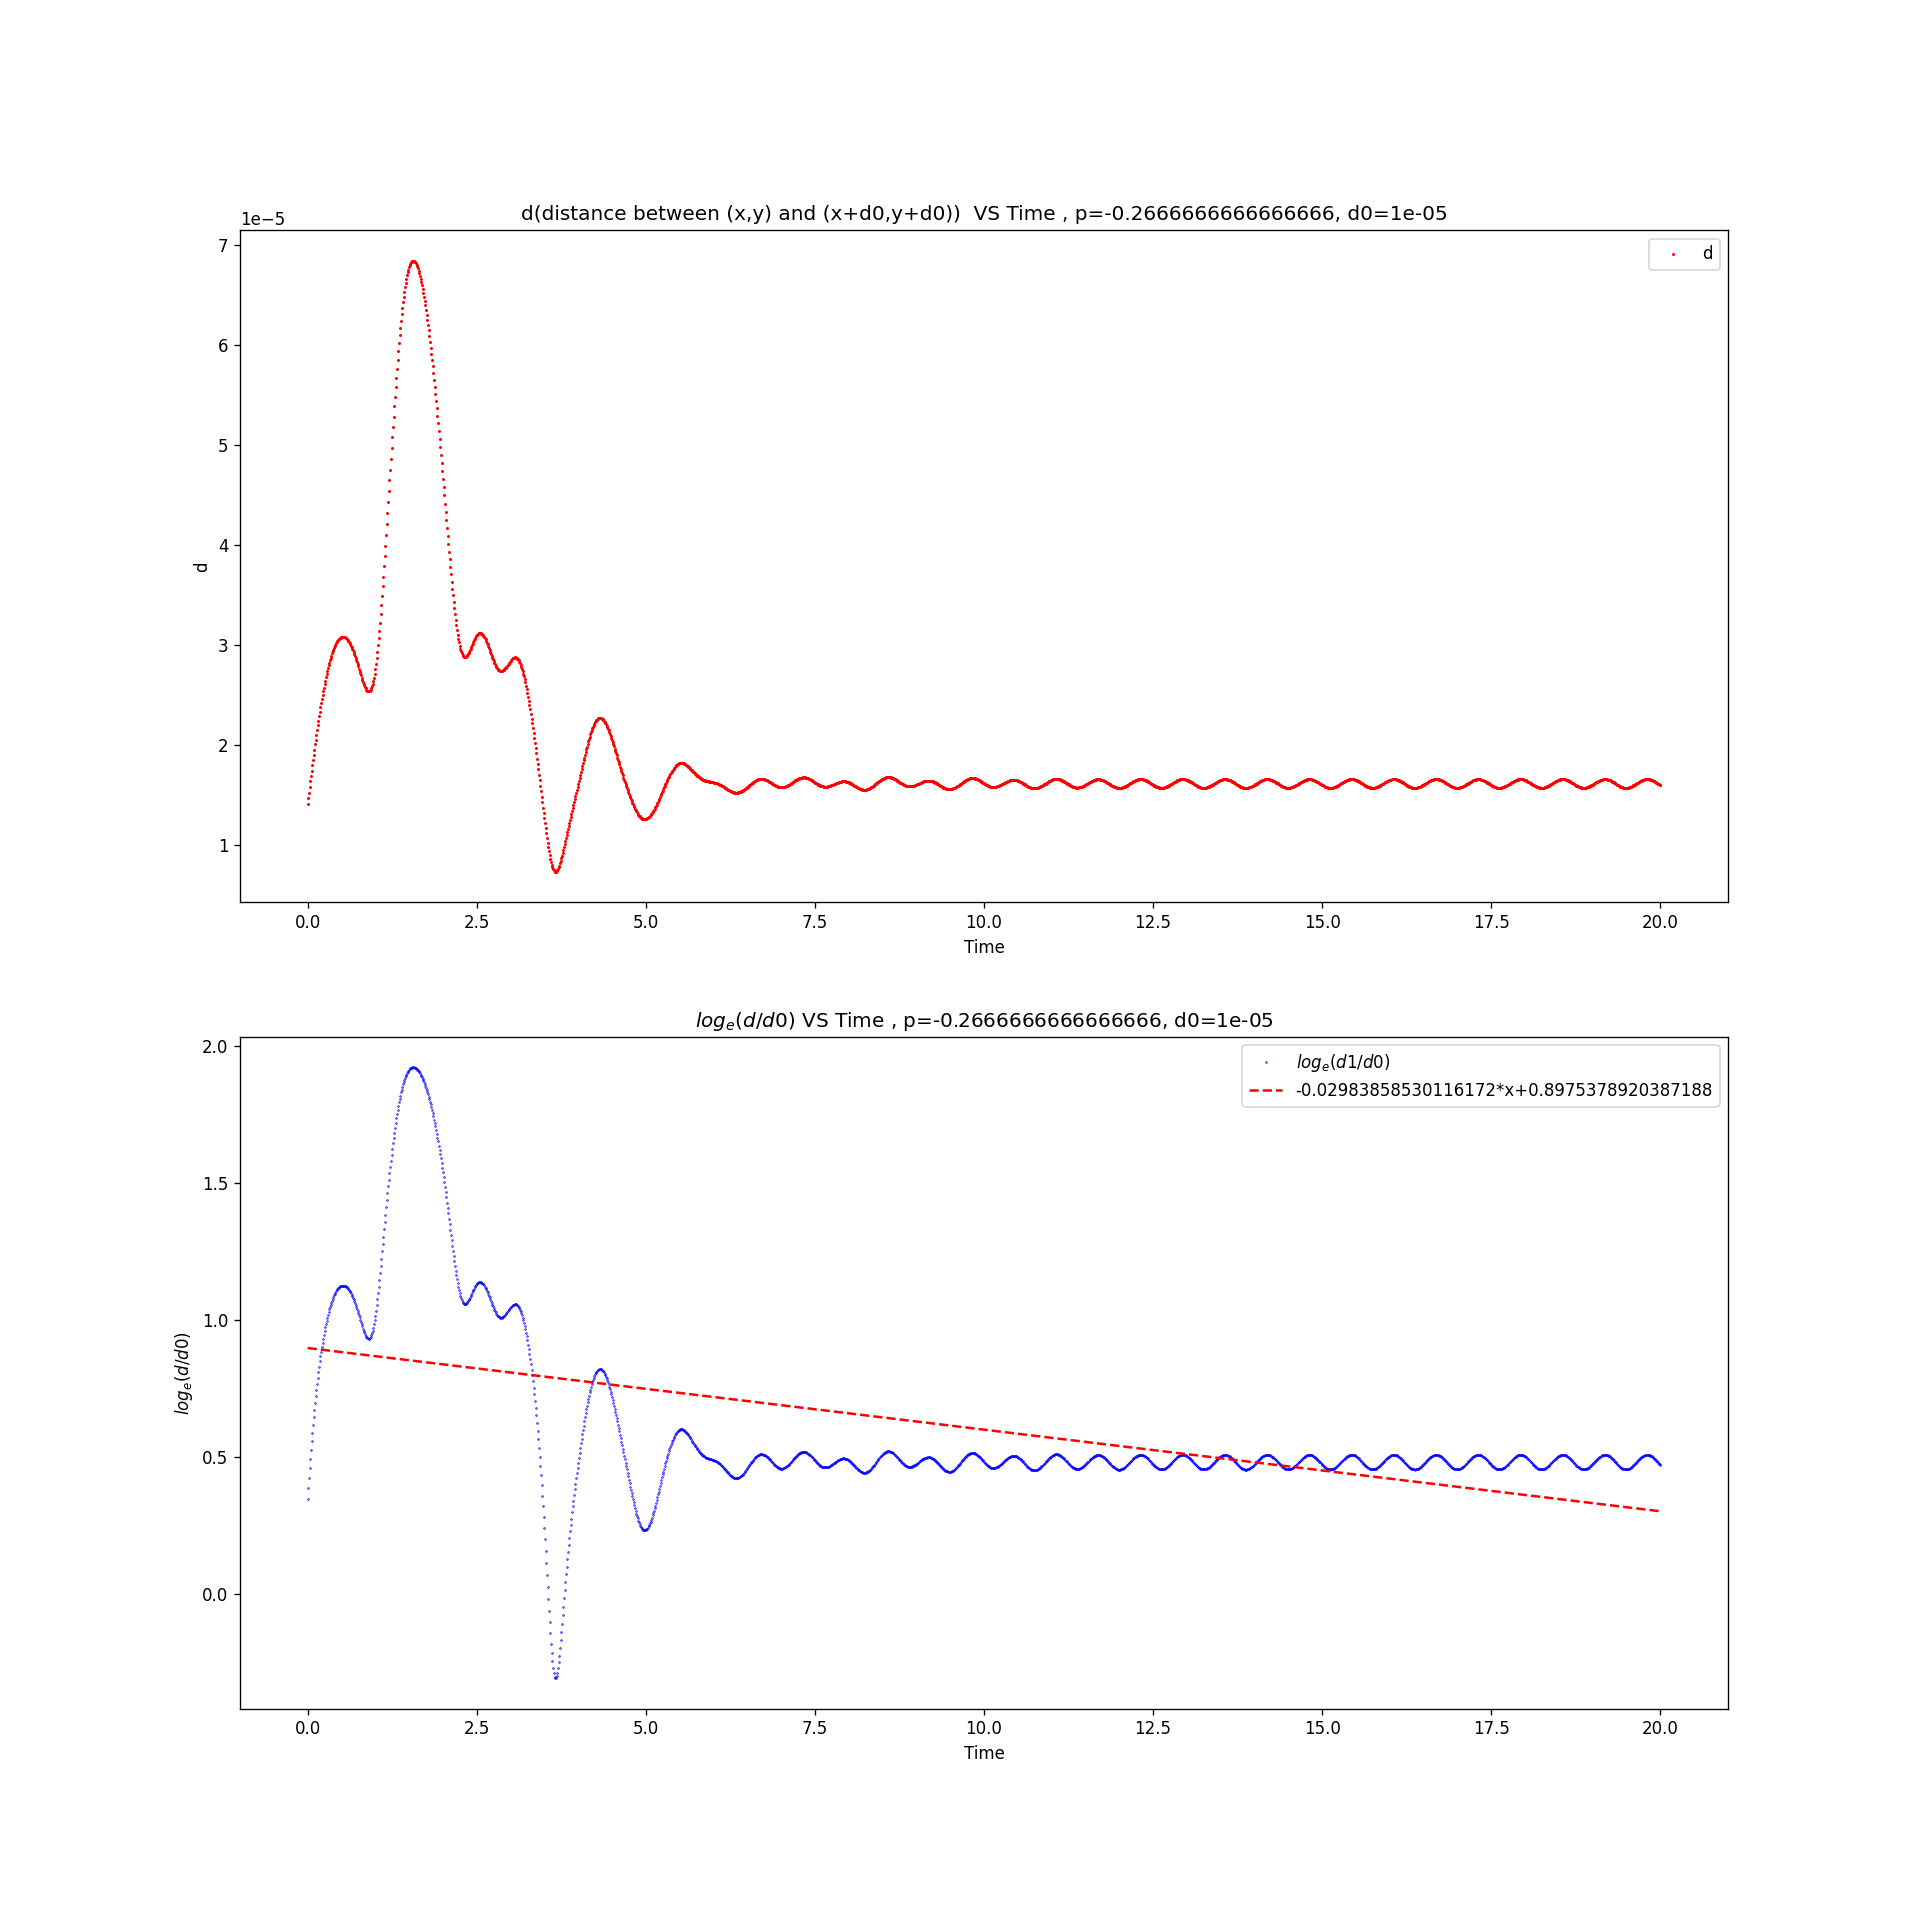 d(distance between (x,y) and (x+d0,y+d0))  VS Time , p=-0.2666666666666666, d0=1e-05
1e−5
d
7
6
5
4
3
2
1
d
0.0 2.5 5.0 7.5 10.0 12.5 15.0 17.5 20.0
Time
log_e(d/d0) VS Time , p=-0.2666666666666666, d0=1e-05
log_e(d1/d0)
-0.02983858530116172*x+0.8975378920387188
2.0
1.5
1.0
0.5
0.0
log_e(d/d0)
0.0 2.5 5.0 7.5 10.0 12.5 15.0 17.5 20.0
Time